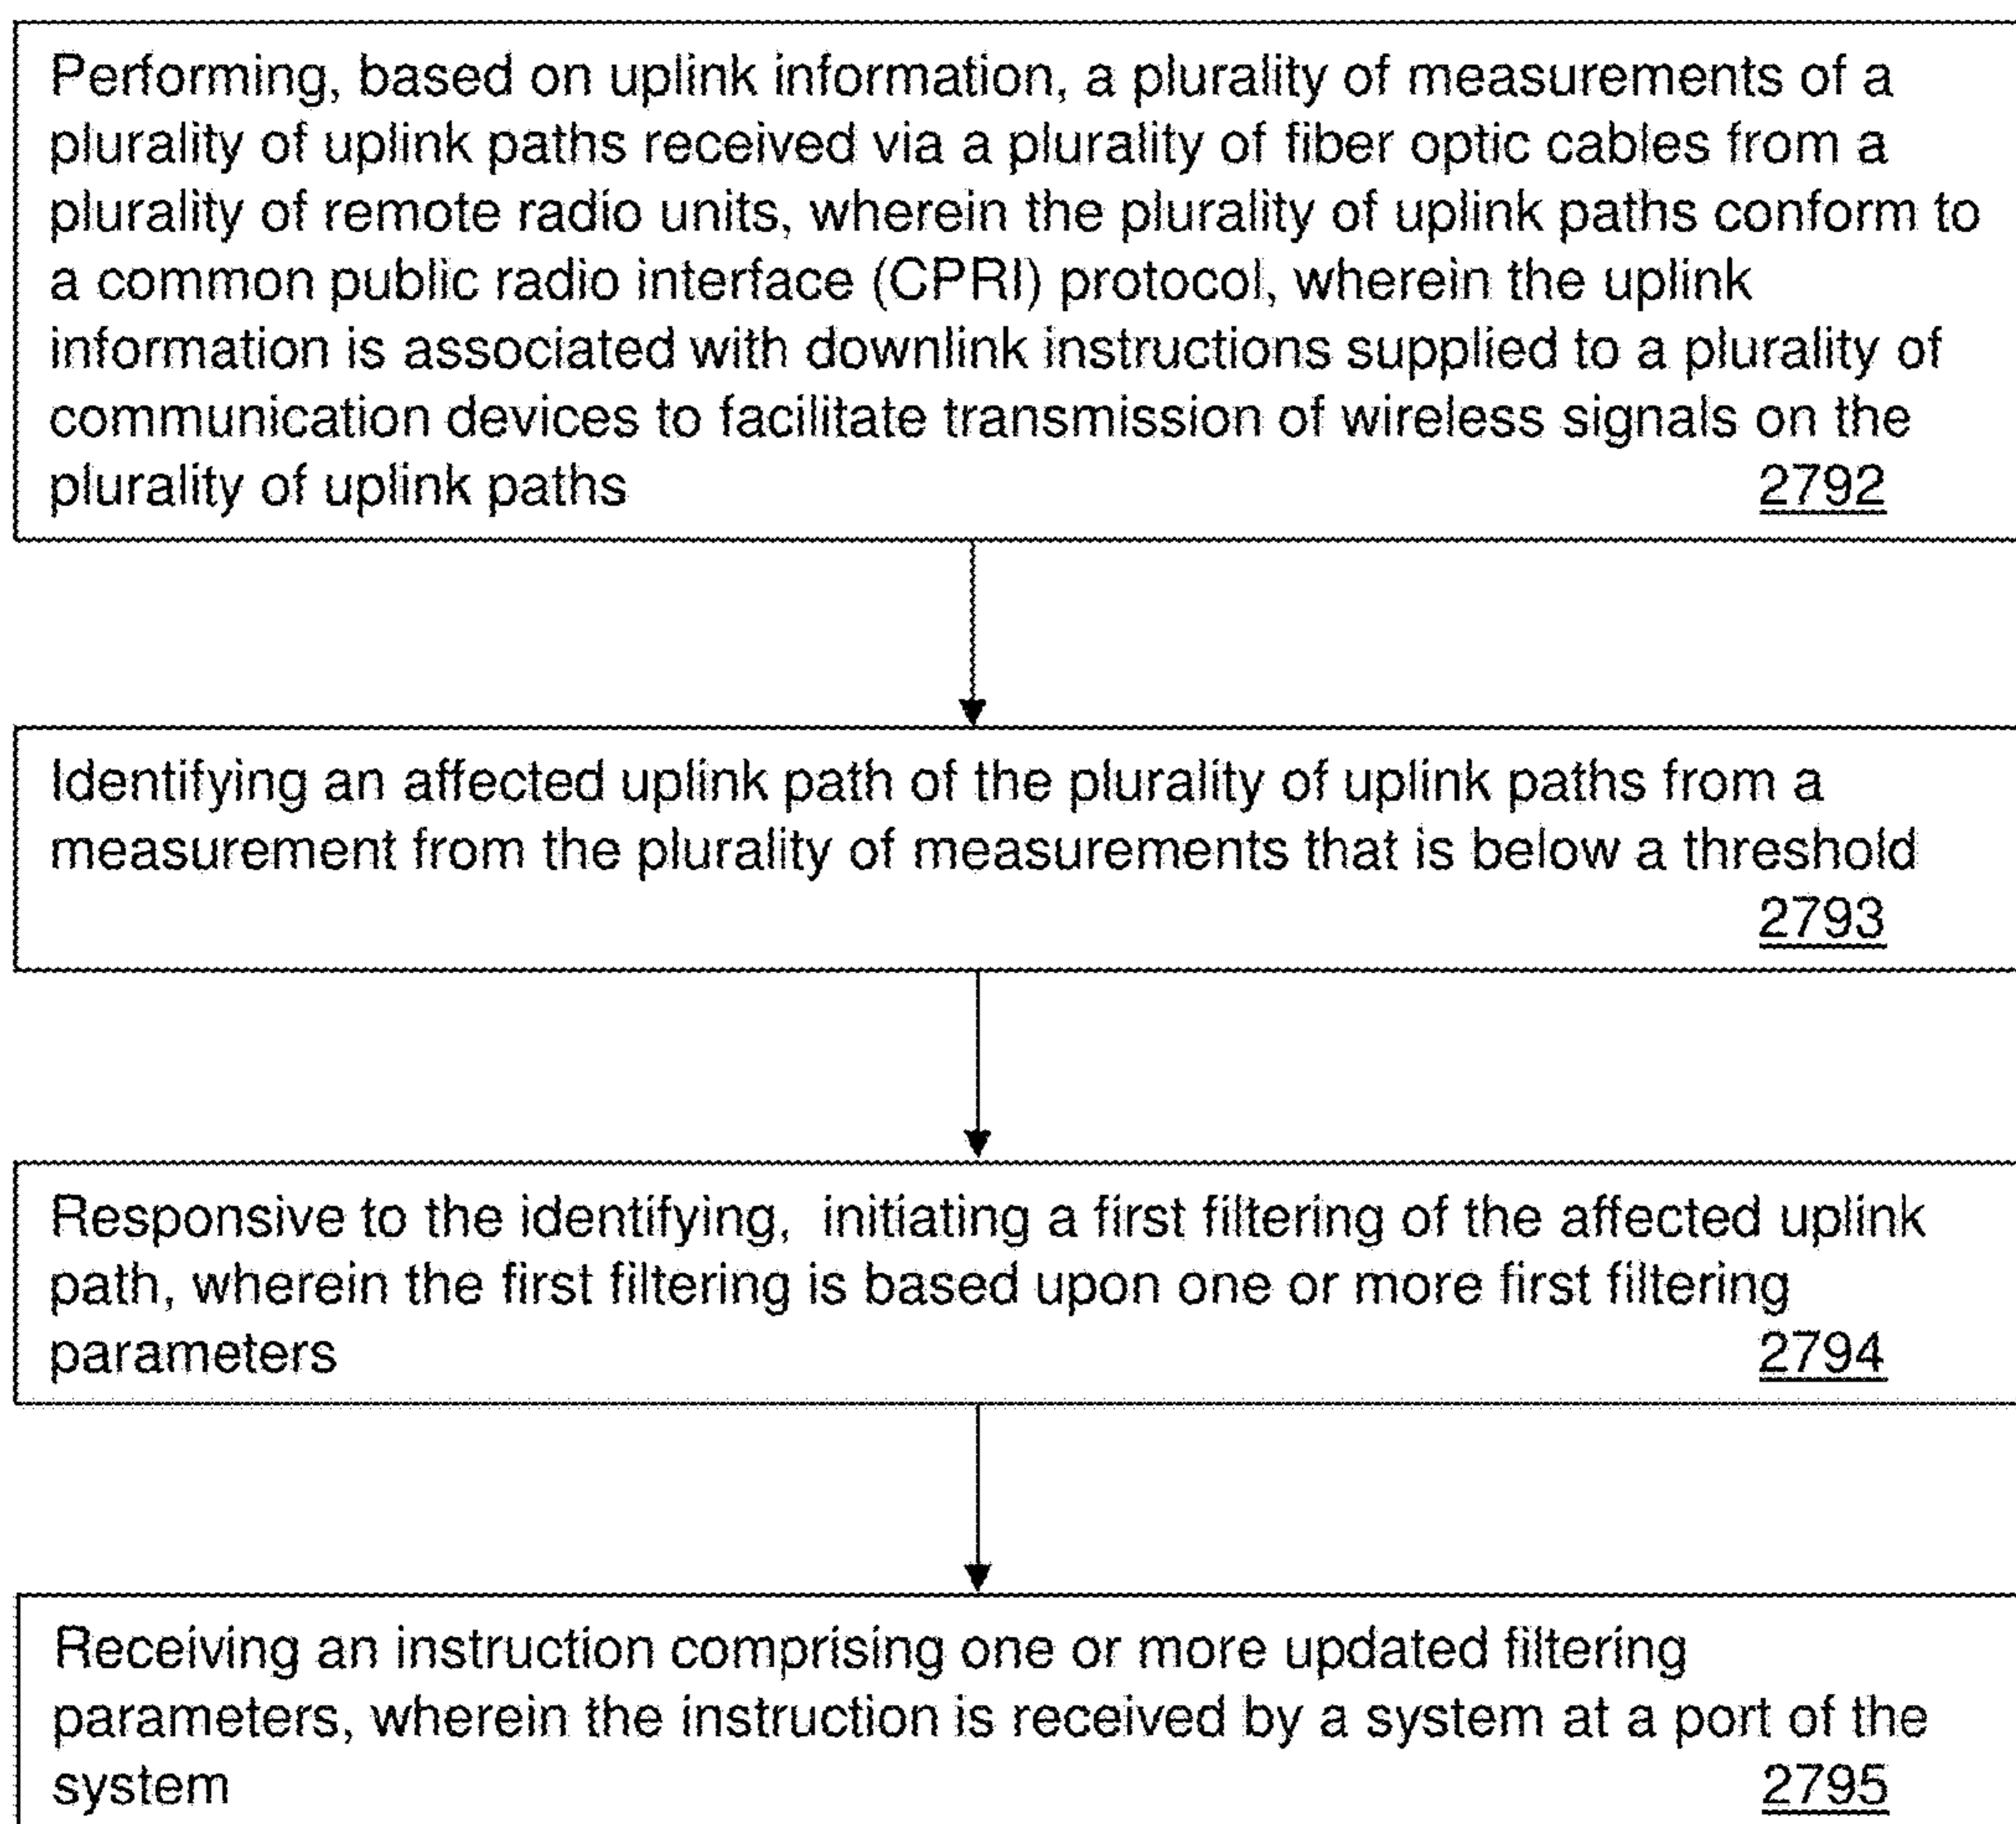 Performing, based on uplink information, a plurality of measurements of a
plurality of uplink paths received via a plurality of fiber optic cables from a
plurality of remote radio units, wherein the plurality of uplink paths conform to
a common public radio interface (CPRI) protocol, wherein the uplink
information is associated with downlink instructions supplied to a plurality of
communication devices to facilitate transmission of wireless signals on the
plurality of uplink paths 2792
Identifying an affected uplink path of the plurality of uplink paths from a
measurement from the plurality of measurements that is below a threshold
2793
Responsive to the identifying, initiating a first filtering of the affected uplink
path, wherein the first filtering is based upon one or more first filtering
parameters 2794
Receiving an instruction comprising one or more updated filtering
parameters, wherein the instruction is received by a system at a port of the
system 2795